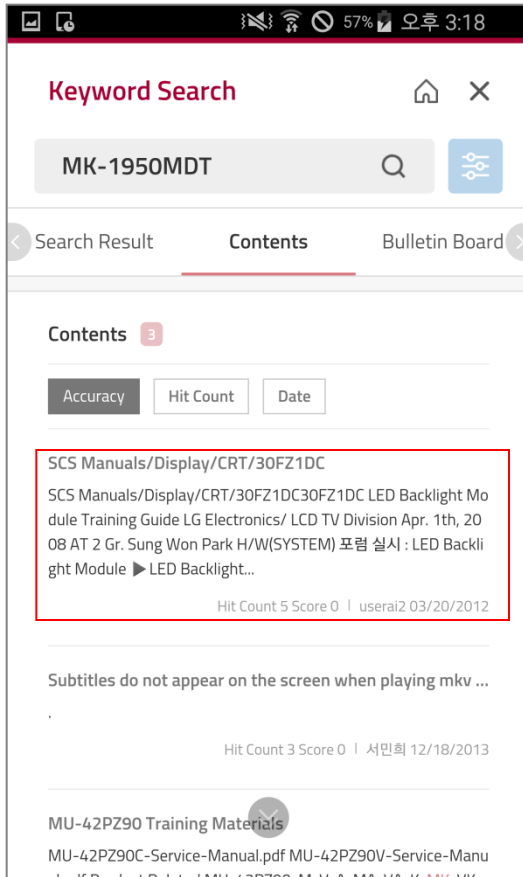 57% 오후 3:18
Keyword Search
MK-1950MDT
Search Result Contents Bulletin Board
Contents 3
Accuracy Hit Count Date
SCS Manuals/Display/CRT/30FZ1DC
SCS Manuals/Display/CRT/30FZ1DC30FZ1DC LED Backlight Mo
dule Training Guide LG Electronics/ LCD TV Division Apr. 1th, 20
08 AT 2 Gr. Sung Won Park H/W(SYSTEM) 포럼 실시 : LED Backli
ght Module ▶LED Backlight...
Hit Count 5 Score 0 | userai2 03/20/2012
Subtitles do not appear on the screen when playing mkv ...
.
Hit Count 3 Score 0 | 서민희 12/18/2013
MU-42PZ90 Training Materials
MU-42PZ90C-Service-Manual.pdf MU-42PZ90V-Service-Manu